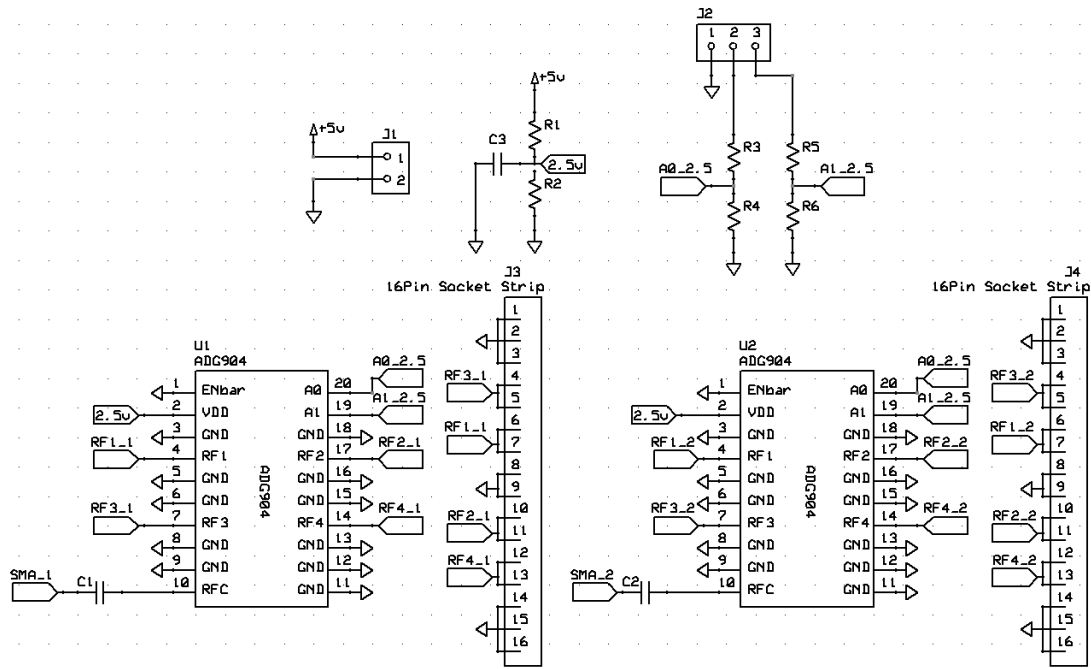 J2
1 2 3
+5v
R1
+5v
J1
C3
1
2.5v
R3
R5
2
R2
A0_2.5
A1_2.5
R4
R6
J3
16Pin Socket Strip
J4
16Pin Socket Strip
U1
ADG904
1 ENbar
2 VDD
3 GND
4 RF1
5 GND
6 GND
7 RF3
8 GND
9 GND
10 RFC
ADG904
A0 20
A1 19
GND 18
RF2 17
GND 16
GND 15
RF4 14
GND 13
GND 12
GND 11
2.5v
RF1_1
RF3_1
SMA_1
C1
A0_2.5
A1_2.5
RF2_1
RF4_1
1
2
3
4
5
6
7
8
9
10
11
12
13
14
15
16
RF3_1
RF1_1
RF2_1
RF4_1
U2
ADG904
1 ENbar
2 VDD
3 GND
4 RF1
5 GND
6 GND
7 RF3
8 GND
9 GND
10 RFC
ADG904
A0 20
A1 19
GND 18
RF2 17
GND 16
GND 15
RF4 14
GND 13
GND 12
GND 11
2.5v
RF1_2
RF3_2
SMA_2
C2
A0_2.5
A1_2.5
RF2_2
RF4_2
1
2
3
4
5
6
7
8
9
10
11
12
13
14
15
16
RF3_2
RF1_2
RF2_2
RF4_2